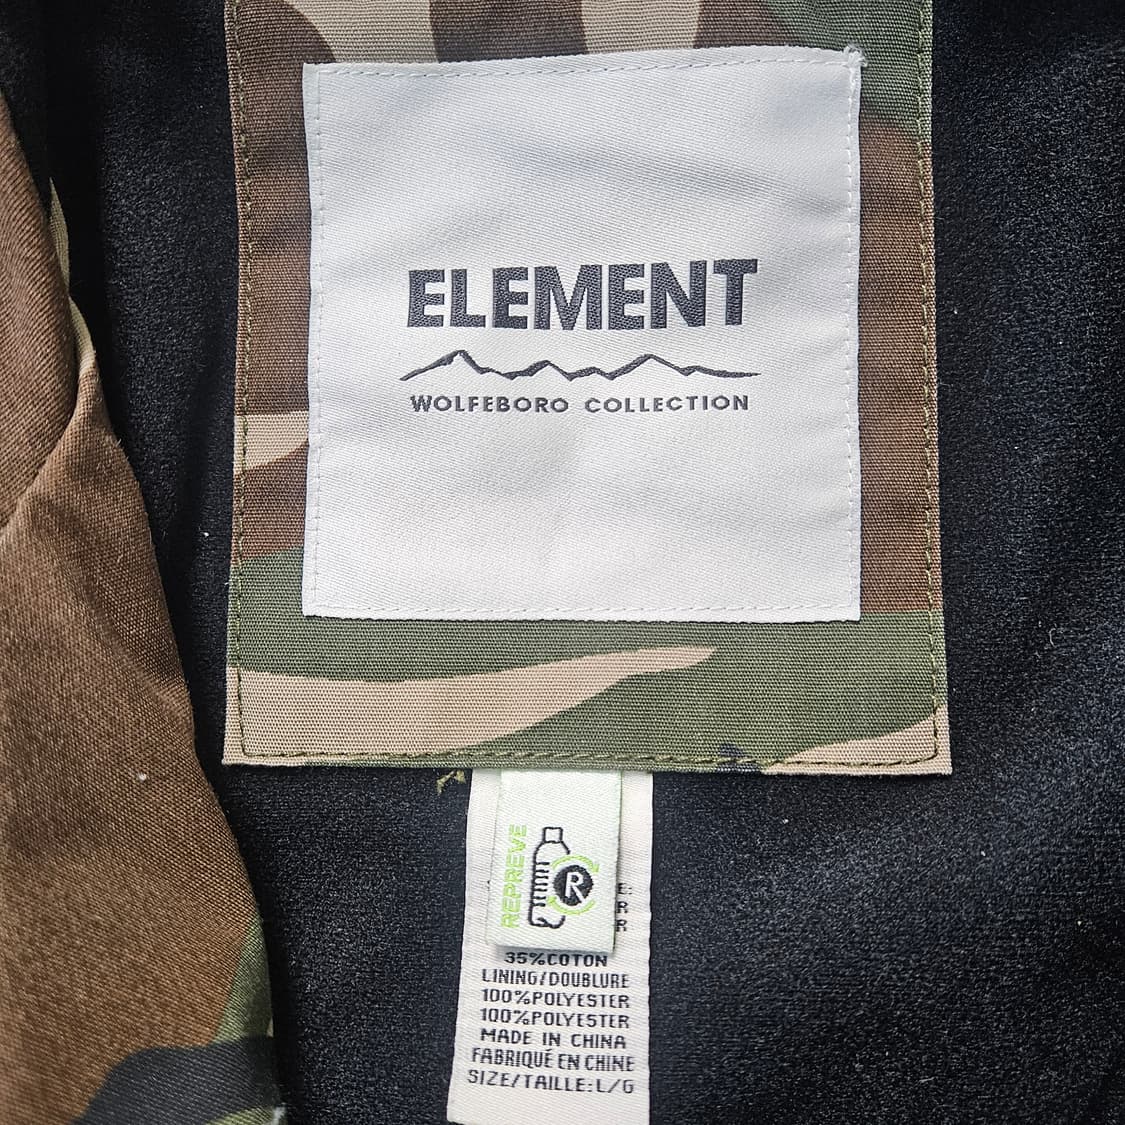 ELEMENT
WOLFEBORO COLLECTION
REPREVE
R
35%COTON
LINING/DOUBLURE
100%POLYESTER
100%POLYESTER
MADE IN CHINA
FABRIQUÉ EN CHINE
SIZE/TAILLE:L/G